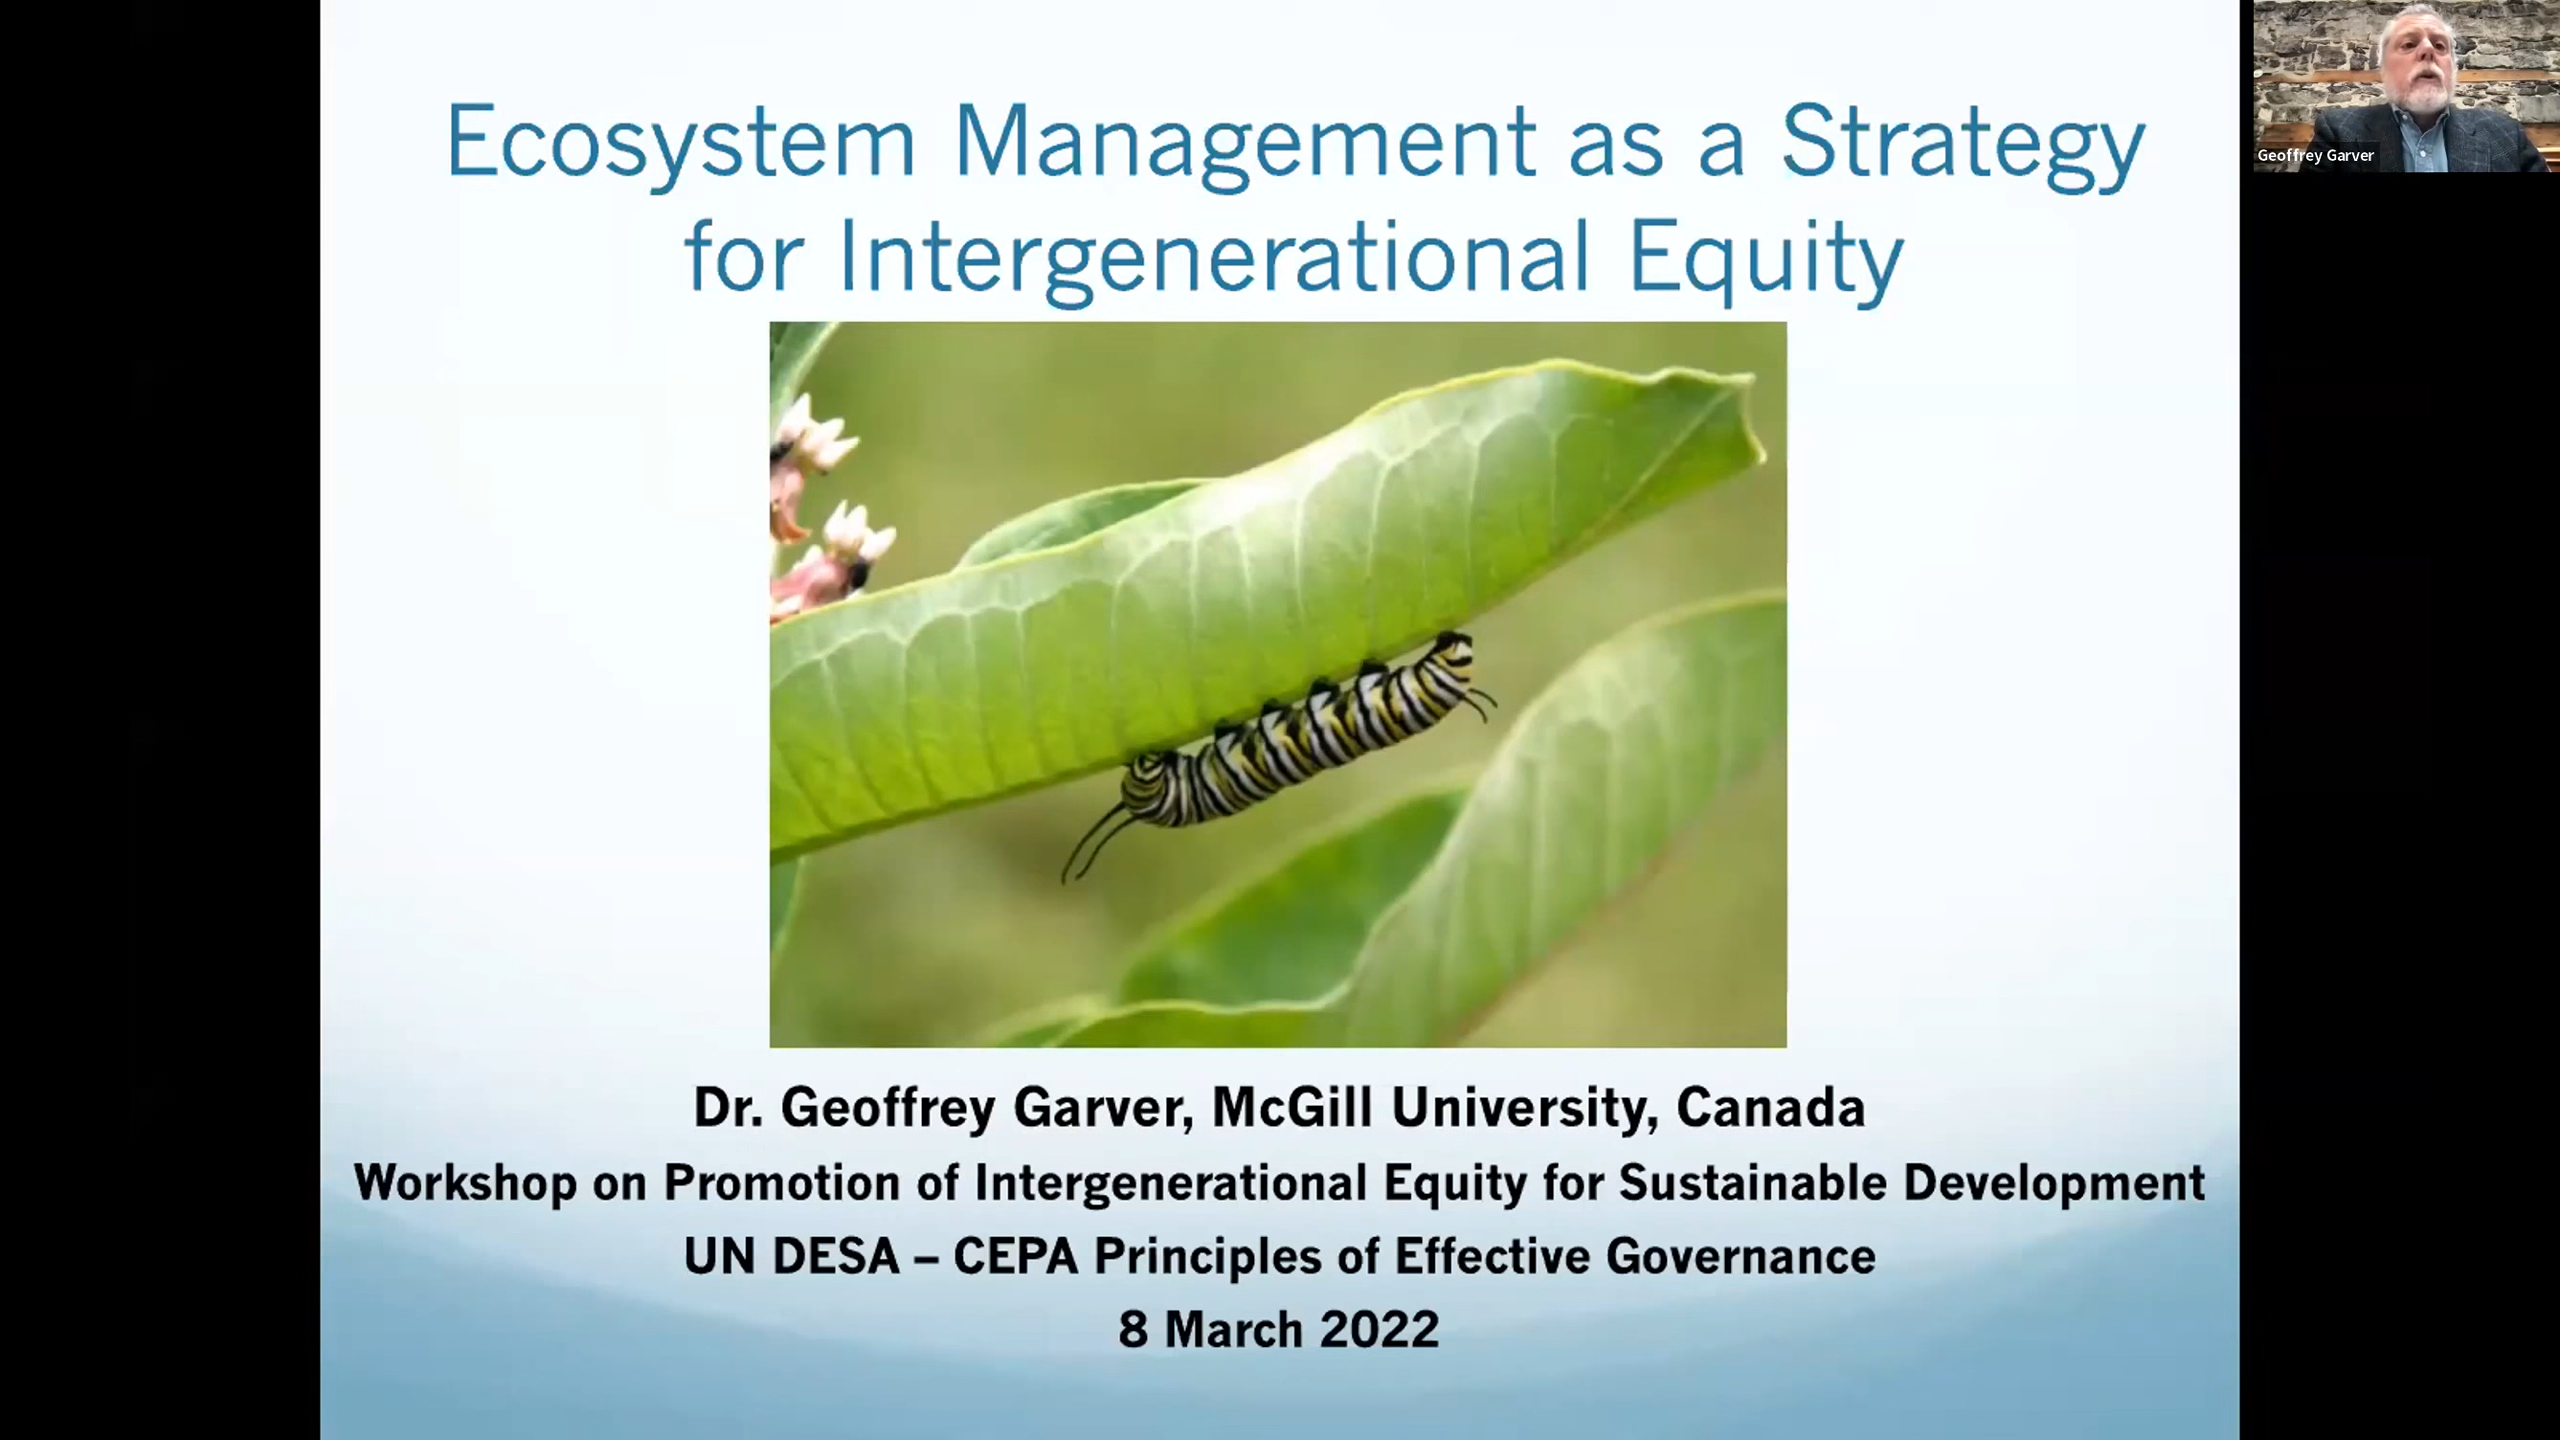 Ecosystem Management as a Strategy
for Intergenerational Equity
Geoffrey Garver
Dr. Geoffrey Garver, McGill University, Canada
Workshop on Promotion of Intergenerational Equity for Sustainable Development
UN DESA – CEPA Principles of Effective Governance
8 March 2022